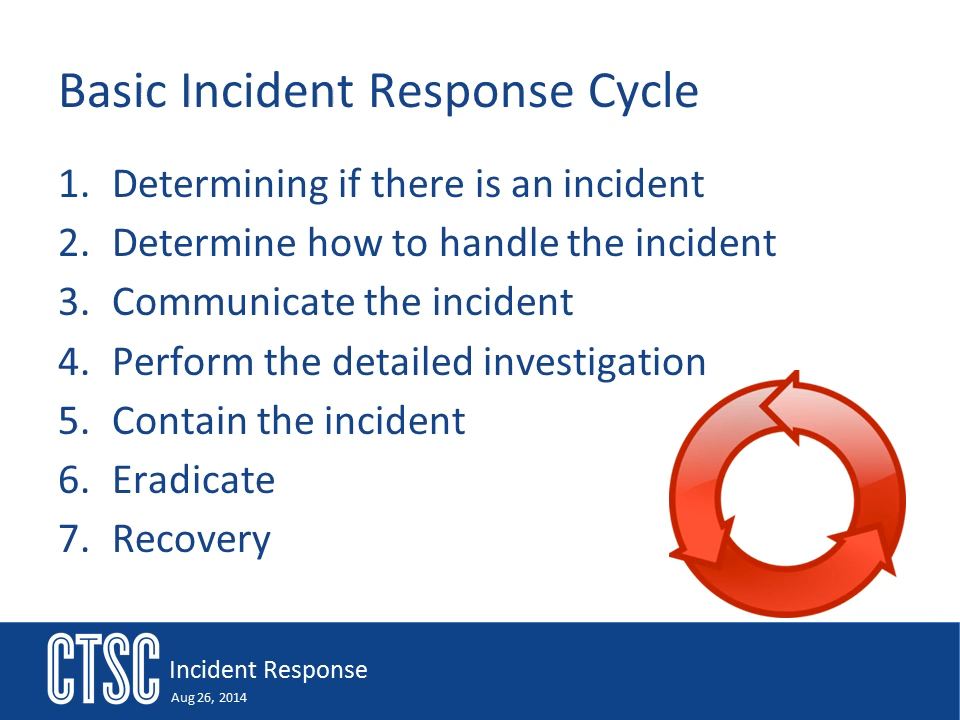 Basic Incident Response Cycle
1. Determining if there is an incident
2. Determine how to handle the incident
3. Communicate the incident
4. Perform the detailed investigation
5. Contain the incident
6. Eradicate
7. Recovery
CTSC Incident Response
Aug 26, 2014